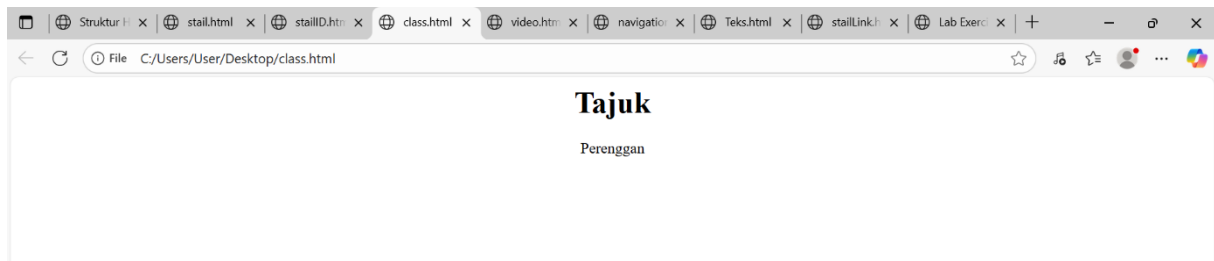 Struktur H stail.html stailID.htm class.html video.htm navigation Teks.html stailLink.h Lab Exerci
File C:/Users/User/Desktop/class.html
Tajuk
Perenggan